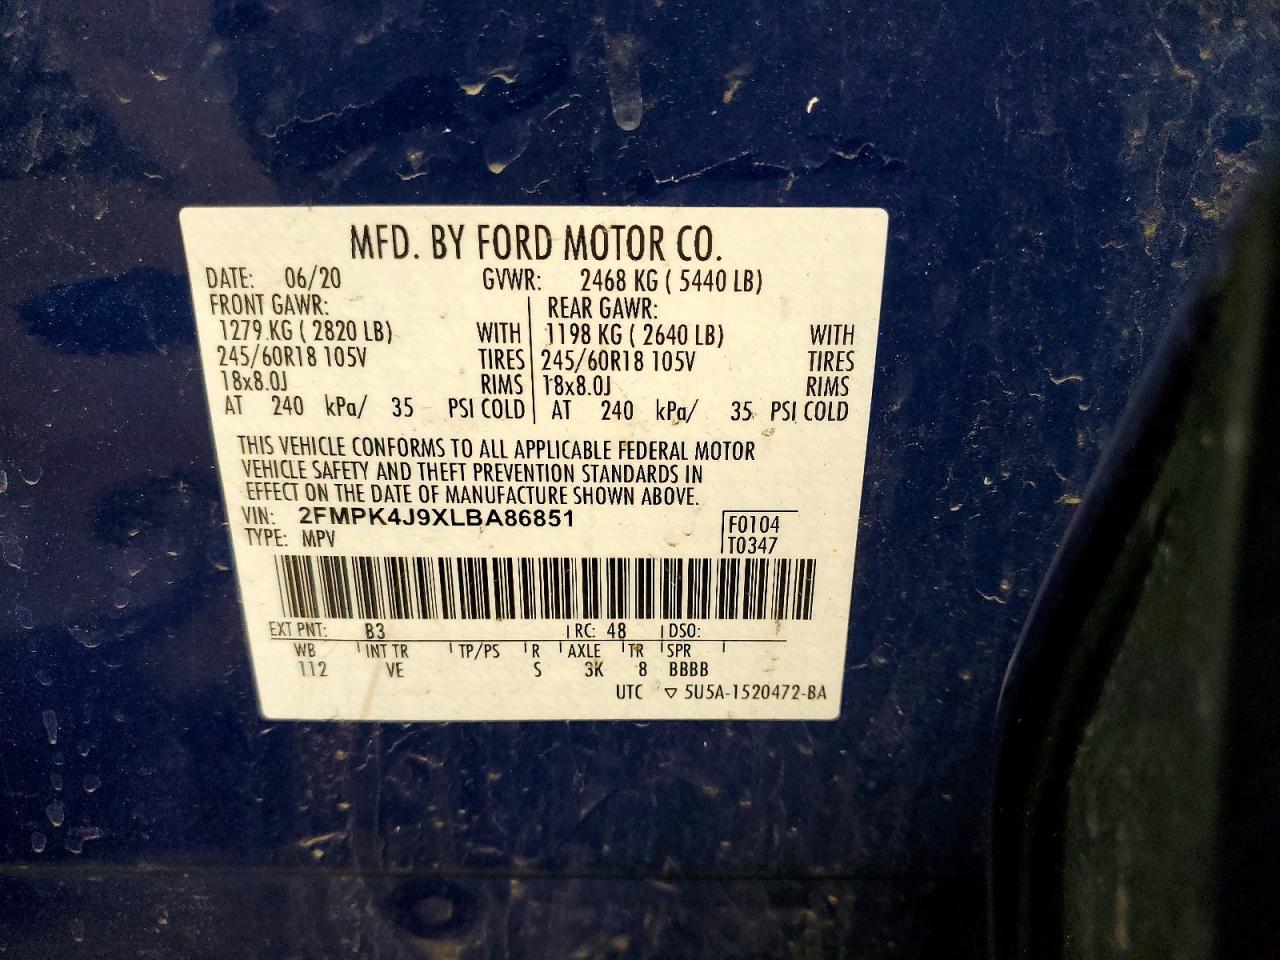 MFD. BY FORD MOTOR CO.
DATE: 06/20 GVWR: 2468 KG ( 5440 LB)
FRONT GAWR: REAR GAWR:
1279 KG ( 2820 LB) WITH 1198 KG ( 2640 LB) WITH
245/60R18 105V TIRES 245/60R18 105V TIRES
18x8.0J RIMS 18x8.0J RIMS
AT 240 kPa/ 35 PSI COLD AT 240 kPa/ 35 PSI COLD
THIS VEHICLE CONFORMS TO ALL APPLICABLE FEDERAL MOTOR
VEHICLE SAFETY AND THEFT PREVENTION STANDARDS IN
EFFECT ON THE DATE OF MANUFACTURE SHOWN ABOVE.
VIN: 2FMPK4J9XLBA86851 F0104
TYPE: MPV T0347
EXT PNT: B3 RC: 48 DSO:
WB INT TR TP/PS R AXLE TR SPR
112 VE S 3K 8 BBBB
UTC ▽ 5U5A-1520472-BA